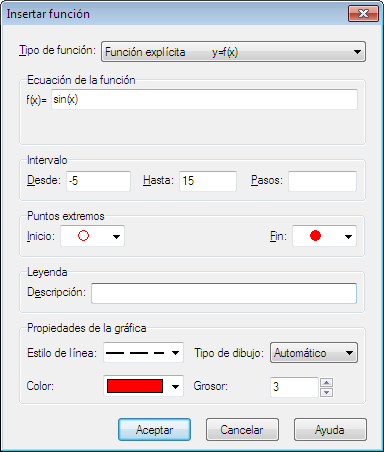 Insertar función
Tipo de función: Función explícita y=f(x)
Ecuación de la función
f(x)= sin(x)
Intervalo
Desde: -5 Hasta: 15 Pasos:
Puntos extremos
Inicio: Fin:
Leyenda
Descripción:
Propiedades de la gráfica
Estilo de línea: Tipo de dibujo: Automático
Color: Grosor: 3
Aceptar Cancelar Ayuda